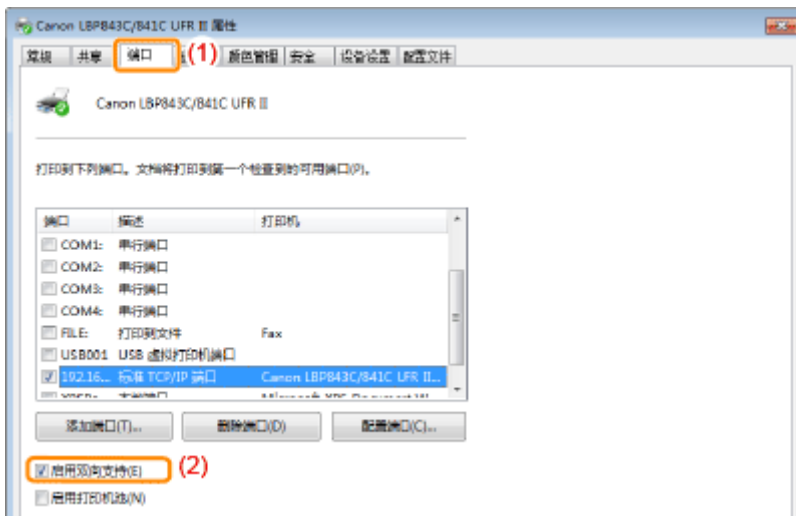 Canon LBP843C/841C UFR II 属性
常规 共享 端口 (1) 颜色管理 安全 设备设置 配置文件
Canon LBP843C/841C UFR II
打印到下列端口。文档将打印到第一个检查到的可用端口(P)。
端口 描述 打印机
COM1: 串行端口
COM2: 串行端口
COM3: 串行端口
COM4: 串行端口
FILE: 打印到文件 Fax
USB001 USB 虚拟打印机端口
192.16... 标准 TCP/IP 端口 Canon LBP843C/841C UFR II...
添加端口(T)... 删除端口(D) 配置端口(C)...
启用双向支持(E) (2)
启用打印机池(N)